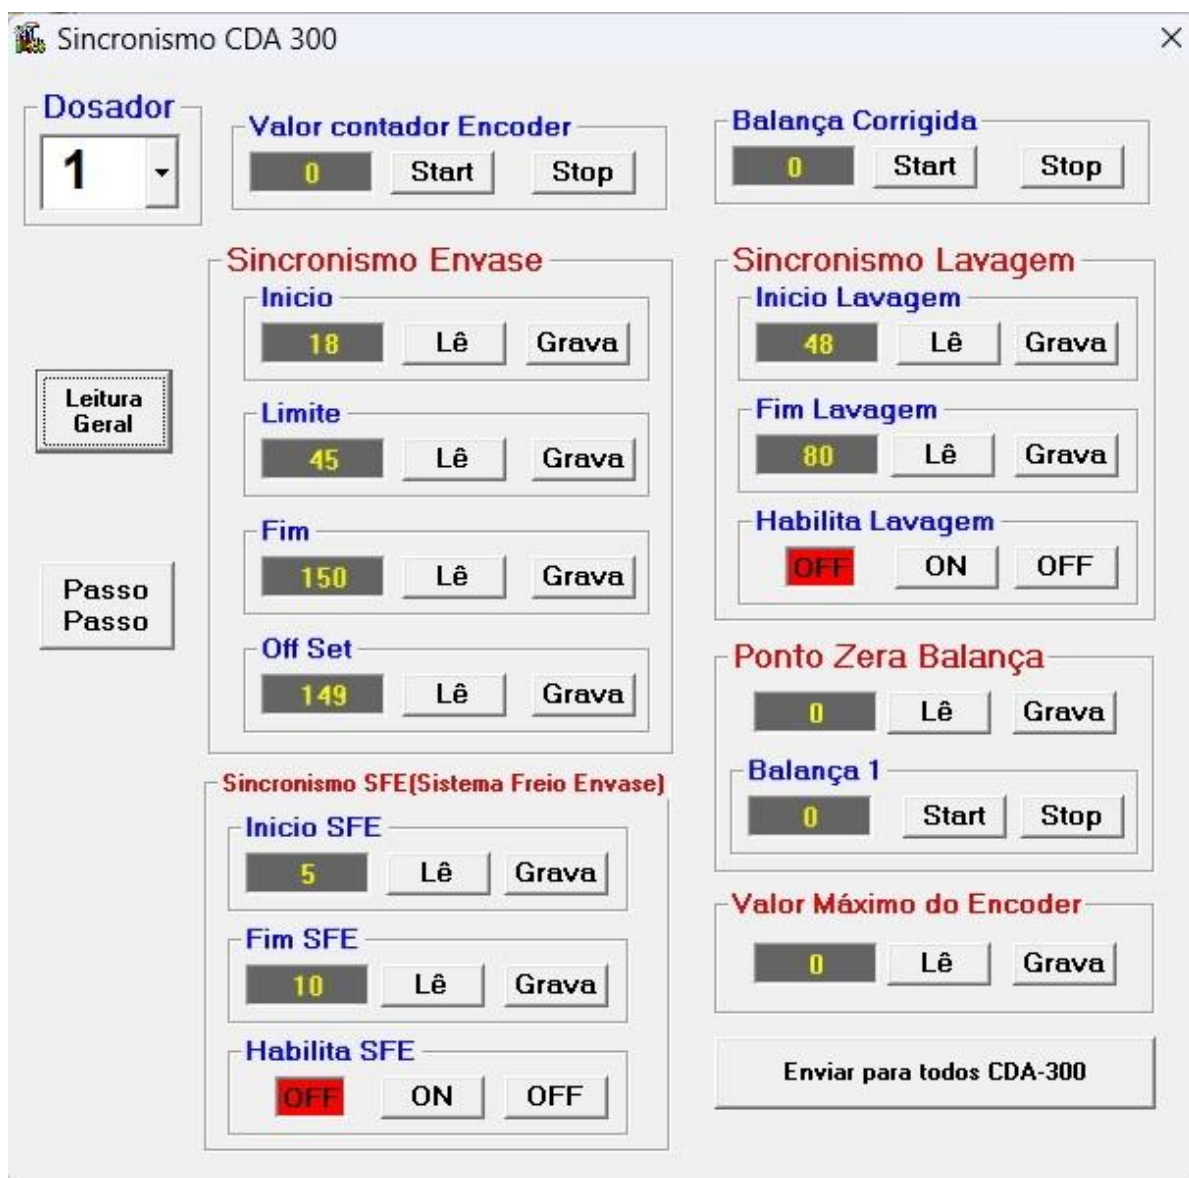 Sincronismo CDA 300
Dosador
1
Valor contador Encoder
0 Start Stop
Balança Corrigida
0 Start Stop
Sincronismo Envase
Inicio
18 Lê Grava
Limite
45 Lê Grava
Fim
150 Lê Grava
Off Set
149 Lê Grava
Leitura
Geral
Passo
Passo
Sincronismo SFE(Sistema Freio Envase)
Inicio SFE
5 Lê Grava
Fim SFE
10 Lê Grava
Habilita SFE
OFF ON OFF
Sincronismo Lavagem
Inicio Lavagem
48 Lê Grava
Fim Lavagem
80 Lê Grava
Habilita Lavagem
OFF ON OFF
Ponto Zera Balança
0 Lê Grava
Balança 1
0 Start Stop
Valor Máximo do Encoder
0 Lê Grava
Enviar para todos CDA-300